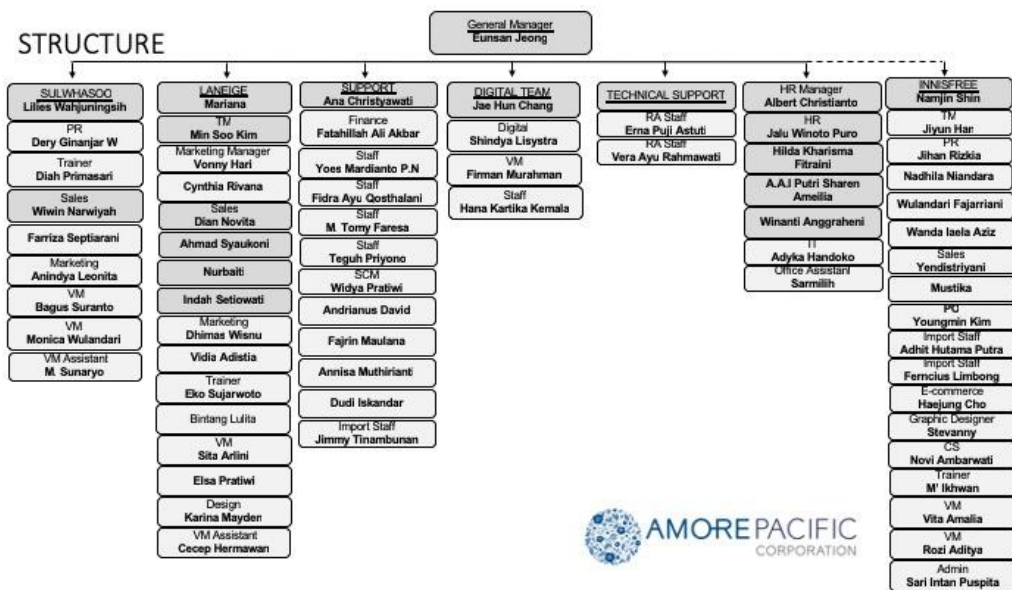 STRUCTURE
General Manager
Eunsan Jeong
SULWHASOO
Lilies Wahjuningsih
PR
Dery Ginanjar W
Trainer
Diah Primasari
Sales
Wiwin Narwiyah
Farriza Septiarani
Marketing
Anindya Leonita
VM
Bagus Suranto
VM
Monica Wulandari
VM Assistant
M. Sunaryo
LANEIGE
Mariana
TM
Min Soo Kim
Marketing Manager
Vonny Hari
Cynthia Rivana
Sales
Dian Novita
Ahmad Syaukoni
Nurbaiti
Indah Setiowati
Marketing
Dhimas Wisnu
Vidia Adistia
Trainer
Eko Sujarwoto
Bintang Lulita
VM
Sita Arlini
Elsa Pratiwi
Design
Karina Mayden
VM Assistant
Cecep Hermawan
SUPPORT
Ana Christyawati
Finance
Fatahillah Ali Akbar
Staff
Yoes Mardianto P.N
Staff
Fidra Ayu Qosthalani
Staff
M. Tomy Faresa
Staff
Teguh Priyono
SCM
Widya Pratiwi
Andrianus David
Fajrin Maulana
Annisa Muthirianti
Dudi Iskandar
Import Staff
Jimmy Tinambunan
DIGITAL TEAM
Jae Hun Chang
Digital
Shindya Lisystra
VM
Firman Murahman
Staff
Hana Kartika Kemala
TECHNICAL SUPPORT
RA Staff
Erna Puji Astuti
RA Staff
Vera Ayu Rahmawati
HR Manager
Albert Christianto
HR
Jalu Winoto Puro
Hilda Kharisma
Fitraini
A.A.I Putri Sharen
Ameilia
Winanti Anggraheni
IT
Adyka Handoko
Office Assistant
Sarmilih
INNISFREE
Namjin Shin
TM
Jiyun Han
PR
Jihan Rizkia
Nadhila Niandara
Wulandari Fajarriani
Wanda laela Aziz
Sales
Yendistriyani
Mustika
PO
Youngmin Kim
Import Staff
Adhit Hutama Putra
Import Staff
Ferncius Limbong
E-commerce
Haejung Cho
Graphic Designer
Stevanny
CS
Novi Ambarwati
Trainer
M' Ikhwan
VM
Vita Amalia
VM
Rozi Aditya
Admin
Sari Intan Puspita
AMOREPACIFIC
CORPORATION